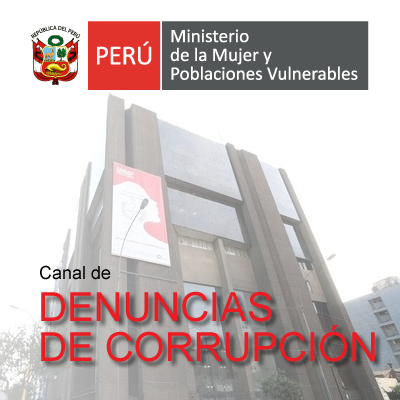 REPÚBLICA DEL PERÚ
PERÚ
Ministerio
de la Mujer y
Poblaciones Vulnerables
Canal de
DENUNCIAS
DE CORRUPCIÓN